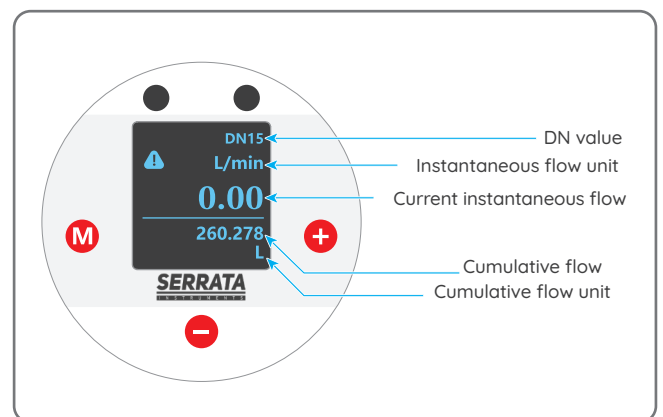 DN15
DN value
L/min
Instantaneous flow unit
0.00
Current instantaneous flow
M
260.278
Cumulative flow
L
Cumulative flow unit
SERRATA
INSTRUMENTS